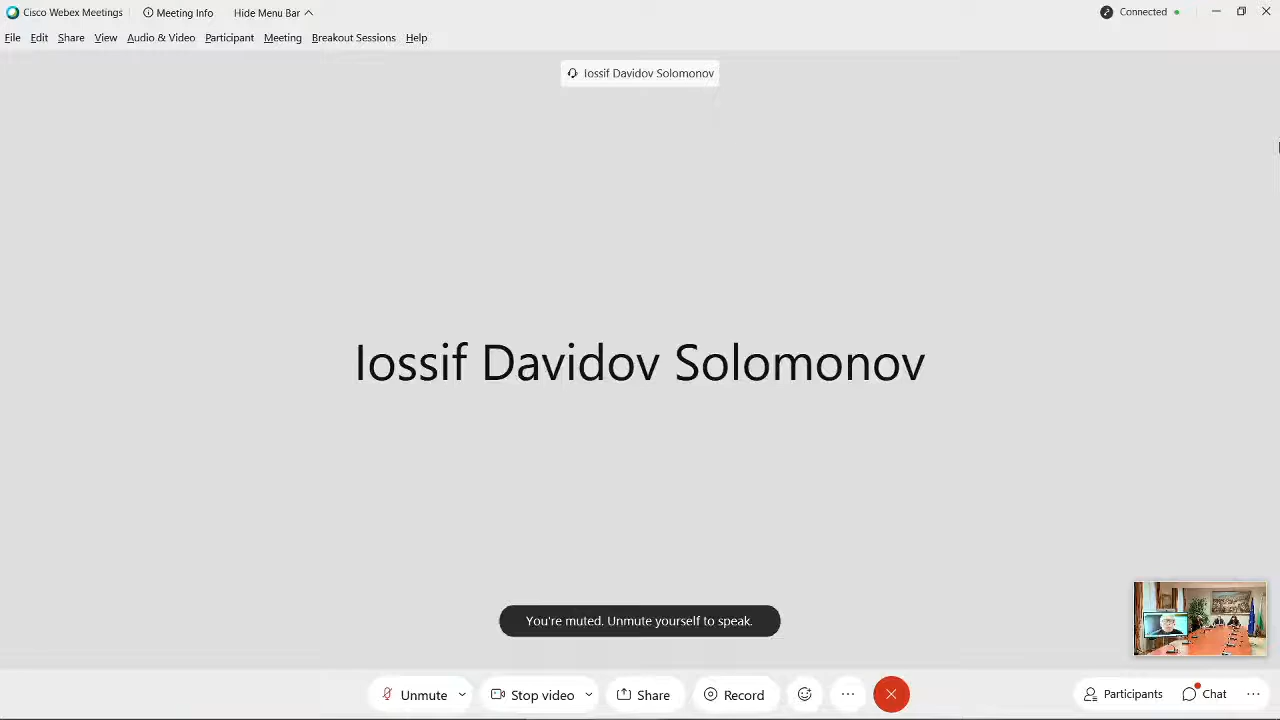 Cisco Webex Meetings Meeting Info Hide Menu Bar Connected
File Edit Share View Audio & Video Participant Meeting Breakout Sessions Help
Iossif Davidov Solomonov
Iossif Davidov Solomonov
You're muted. Unmute yourself to speak.
Unmute Stop video Share Record Participants Chat